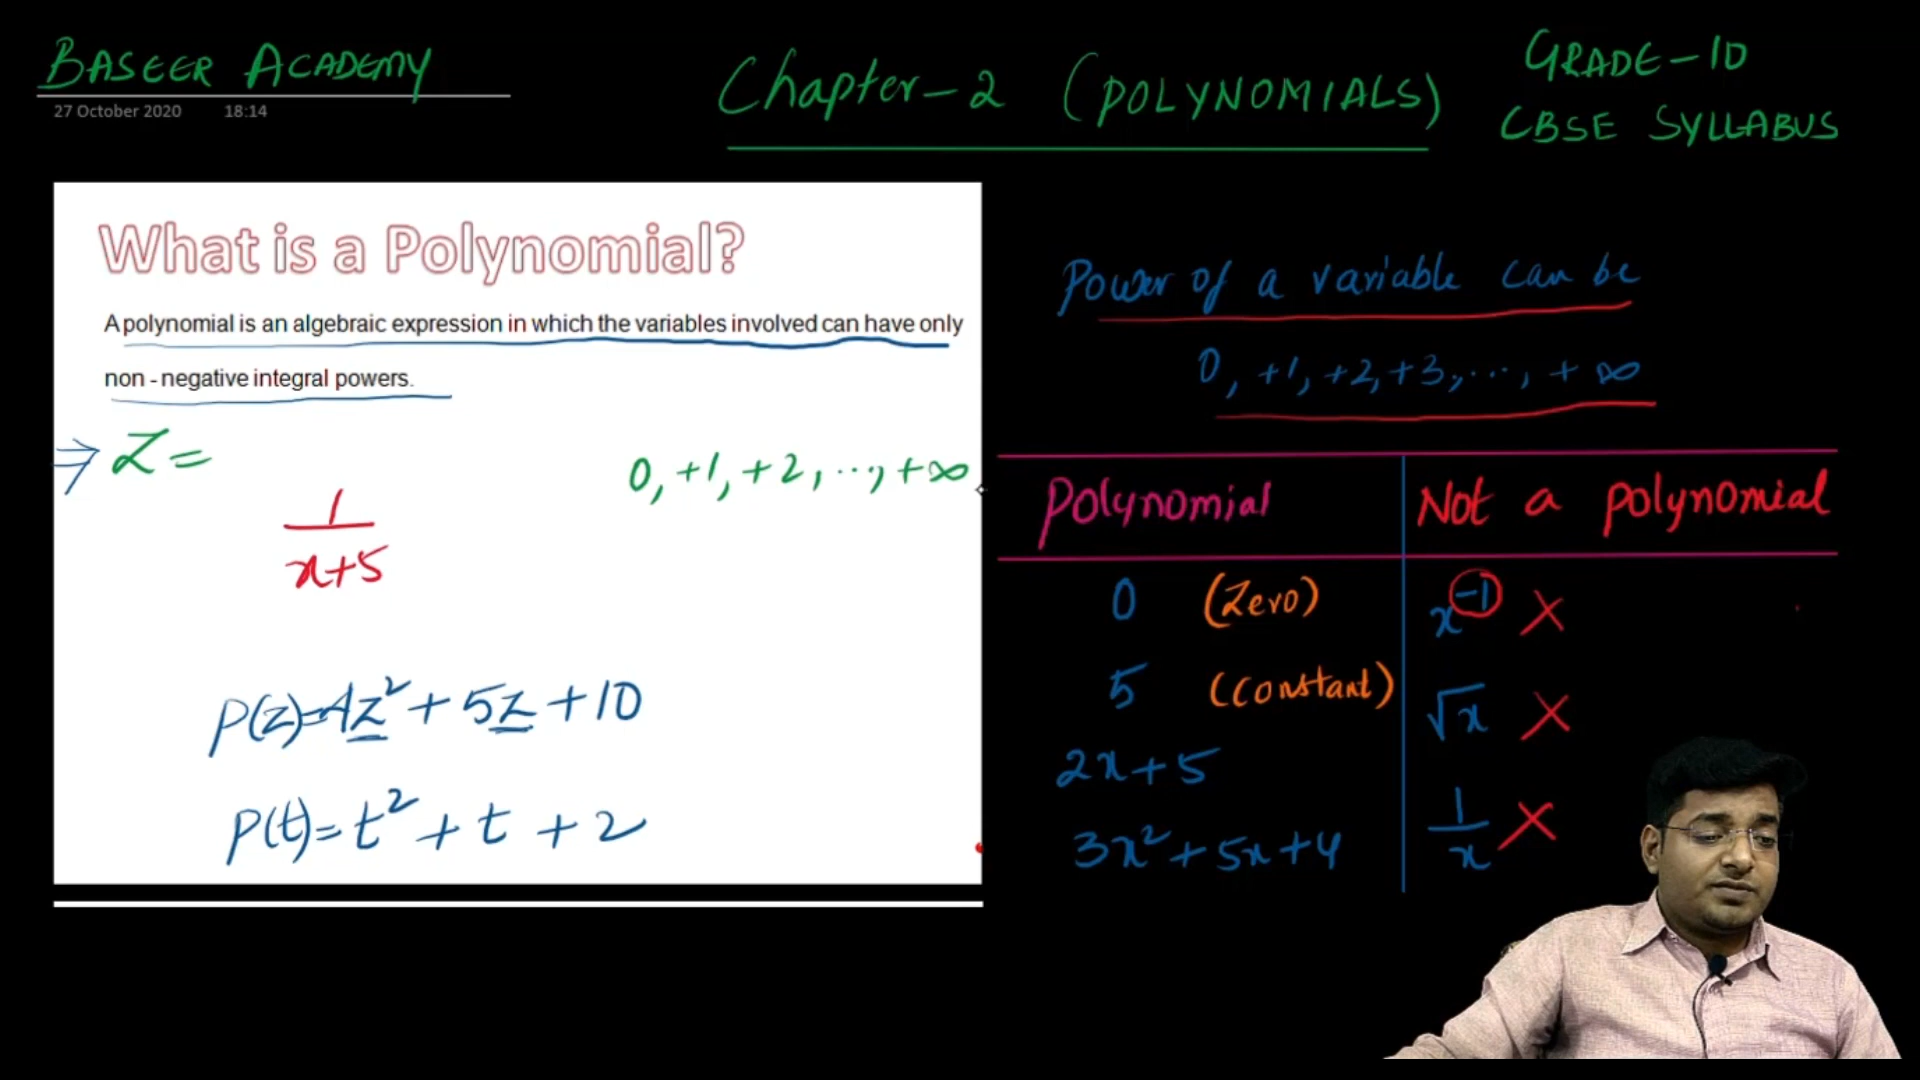 BASEER ACADEMY
27 October 2020 18:14
Chapter-2 (POLYNOMIALS)
GRADE-10
CBSE SYLLABUS
What is a Polynomial?
A polynomial is an algebraic expression in which the variables involved can have only
non - negative integral powers.
⇒ Z =
0, +1, +2, ..., +∞
1/(x+5)
P(z)=4z²+5z+10
P(t)=t²+t+2
Power of a variable can be
0, +1, +2, +3, ..., +∞
Polynomial
Not a polynomial
0 (Zero)
x⁻¹ ×
5 (Constant)
√x ×
2x+5
1/x ×
3x²+5x+4